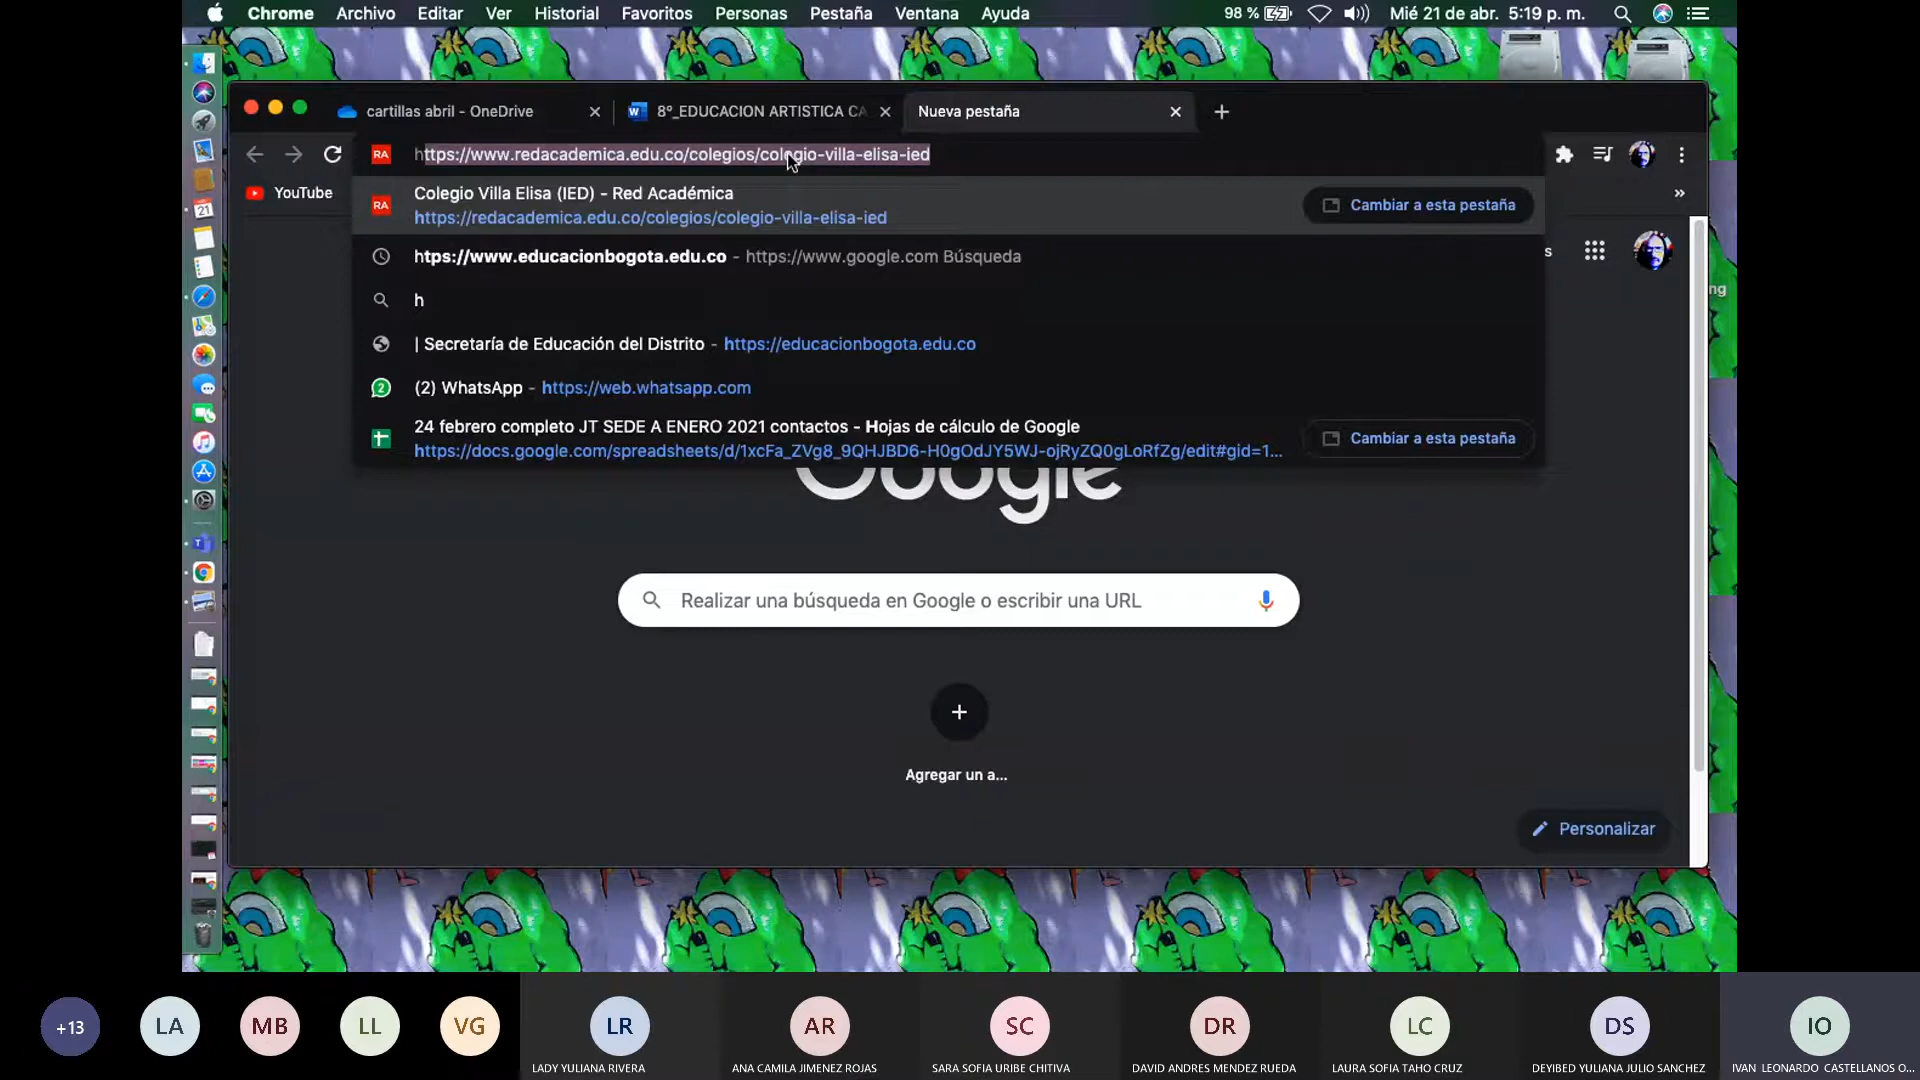 Chrome Archivo Editar Ver Historial Favoritos Personas Pestaña Ventana Ayuda 98 % Mié 21 de abr. 5:19 p. m.
cartillas abril - OneDrive 8º_EDUCACION ARTISTICA CA Nueva pestaña
RA https://www.redacademica.edu.co/colegios/colegio-villa-elisa-ied
YouTube
»
RA Colegio Villa Elisa (IED) - Red Académica
https://redacademica.edu.co/colegios/colegio-villa-elisa-ied
Cambiar a esta pestaña
htps://www.educacionbogota.edu.co - https://www.google.com Búsqueda
s
h
ng
| Secretaría de Educación del Distrito - https://educacionbogota.edu.co
2 (2) WhatsApp - https://web.whatsapp.com
24 febrero completo JT SEDE A ENERO 2021 contactos - Hojas de cálculo de Google
https://docs.google.com/spreadsheets/d/1xcFa_ZVg8_9QHJBD6-H0gOdJY5WJ-ojRyZQ0gLoRfZg/edit#gid=1...
Cambiar a esta pestaña
Google
Realizar una búsqueda en Google o escribir una URL
Agregar un a...
Personalizar
21
+13 LA MB LL VG LR AR SC DR LC DS IO
LADY YULIANA RIVERA ANA CAMILA JIMENEZ ROJAS SARA SOFIA URIBE CHITIVA DAVID ANDRES MENDEZ RUEDA LAURA SOFIA TAHO CRUZ DEYIBED YULIANA JULIO SANCHEZ IVAN LEONARDO CASTELLANOS O...